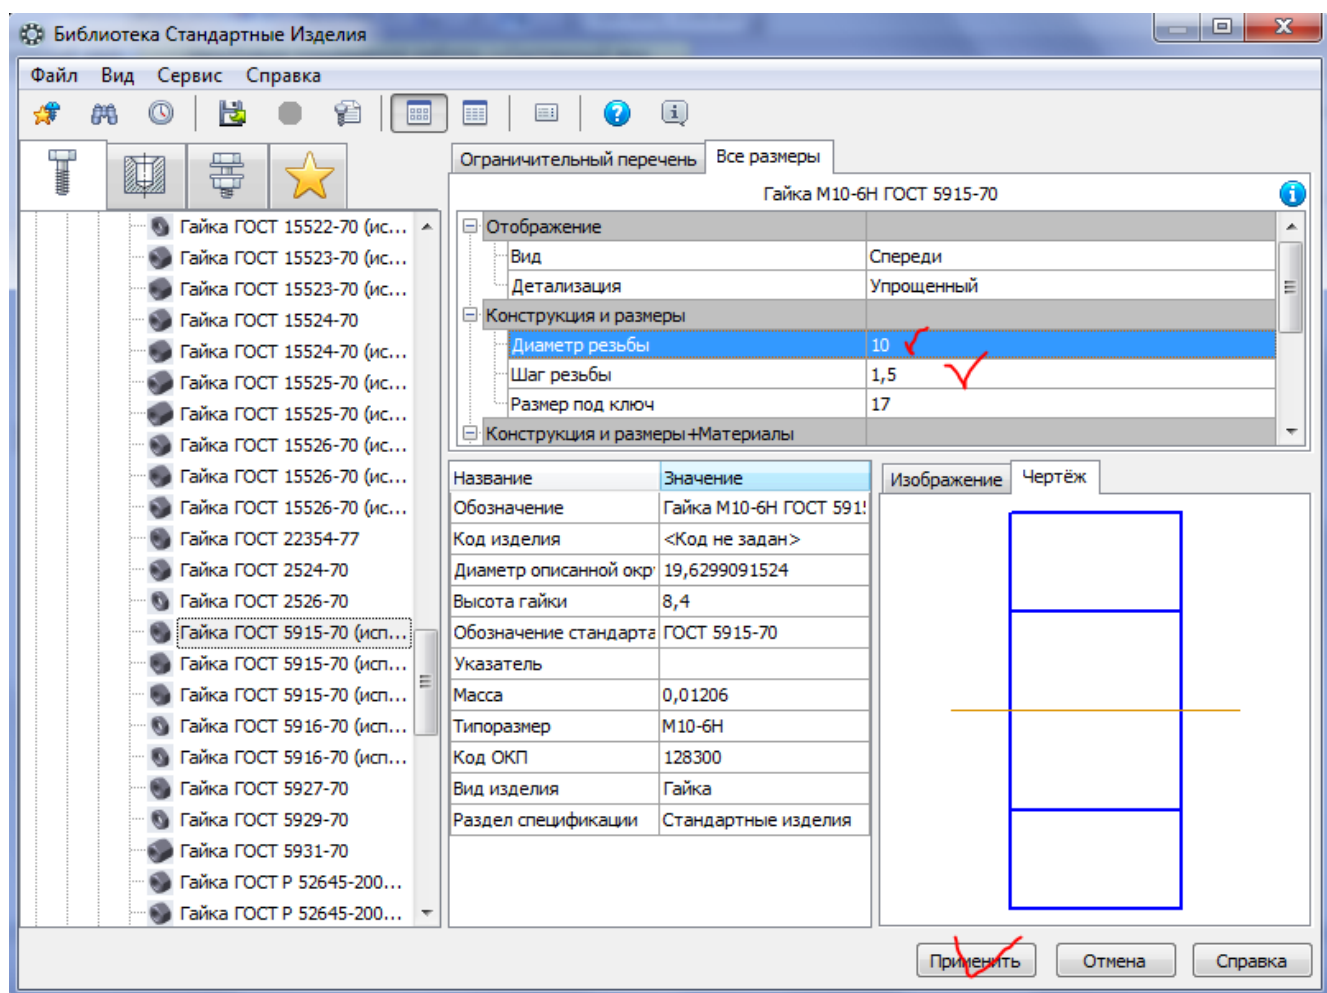 Библиотека Стандартные Изделия
Файл Вид Сервис Справка
Ограничительный перечень Все размеры
Гайка М10-6Н ГОСТ 5915-70
Отображение
Вид Спереди
Детализация Упрощенный
Конструкция и размеры
Диаметр резьбы 10
Шаг резьбы 1,5
Размер под ключ 17
Конструкция и размеры+Материалы
Гайка ГОСТ 15522-70 (ис...
Гайка ГОСТ 15523-70 (ис...
Гайка ГОСТ 15523-70 (ис...
Гайка ГОСТ 15524-70
Гайка ГОСТ 15524-70 (ис...
Гайка ГОСТ 15525-70 (ис...
Гайка ГОСТ 15525-70 (ис...
Гайка ГОСТ 15526-70 (ис...
Гайка ГОСТ 15526-70 (ис...
Гайка ГОСТ 15526-70 (ис...
Гайка ГОСТ 22354-77
Гайка ГОСТ 2524-70
Гайка ГОСТ 2526-70
Гайка ГОСТ 5915-70 (исп...
Гайка ГОСТ 5915-70 (исп...
Гайка ГОСТ 5915-70 (исп...
Гайка ГОСТ 5916-70 (исп...
Гайка ГОСТ 5916-70 (исп...
Гайка ГОСТ 5927-70
Гайка ГОСТ 5929-70
Гайка ГОСТ 5931-70
Гайка ГОСТ Р 52645-200...
Гайка ГОСТ Р 52645-200...
Название Значение
Обозначение Гайка М10-6Н ГОСТ 591
Код изделия <Код не задан>
Диаметр описанной окр 19,6299091524
Высота гайки 8,4
Обозначение стандарта ГОСТ 5915-70
Указатель
Масса 0,01206
Типоразмер М10-6Н
Код ОКП 128300
Вид изделия Гайка
Раздел спецификации Стандартные изделия
Изображение Чертёж
Применить Отмена Справка